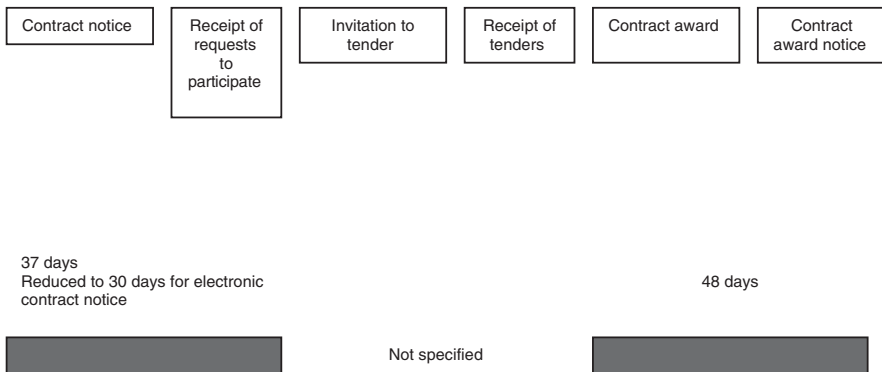 Contract notice
Receipt of
requests
to
participate
Invitation to
tender
Receipt of
tenders
Contract award
Contract
award notice
37 days
Reduced to 30 days for electronic
contract notice
48 days
Not specified